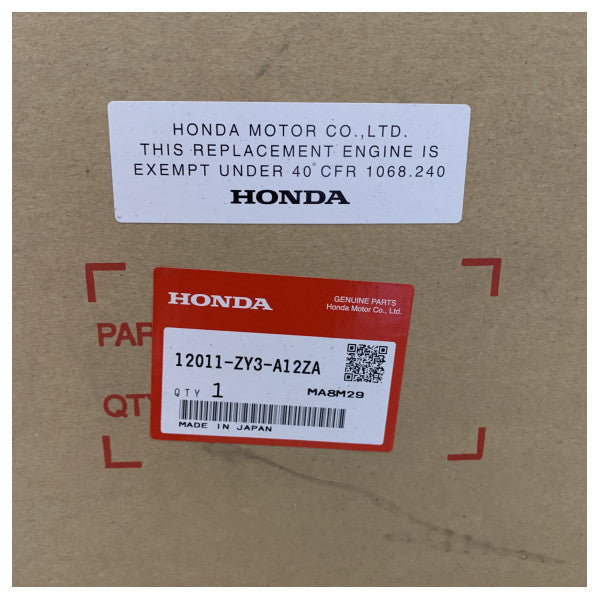 HONDA MOTOR CO.,LTD.
THIS REPLACEMENT ENGINE IS
EXEMPT UNDER 40 CFR 1068.240
HONDA
HONDA
GENUINE PARTS
Honda Motor Co., Ltd.
PAR
12011-ZY3-A12ZA
QTY 1
MA8M29
QTY
MADE IN JAPAN